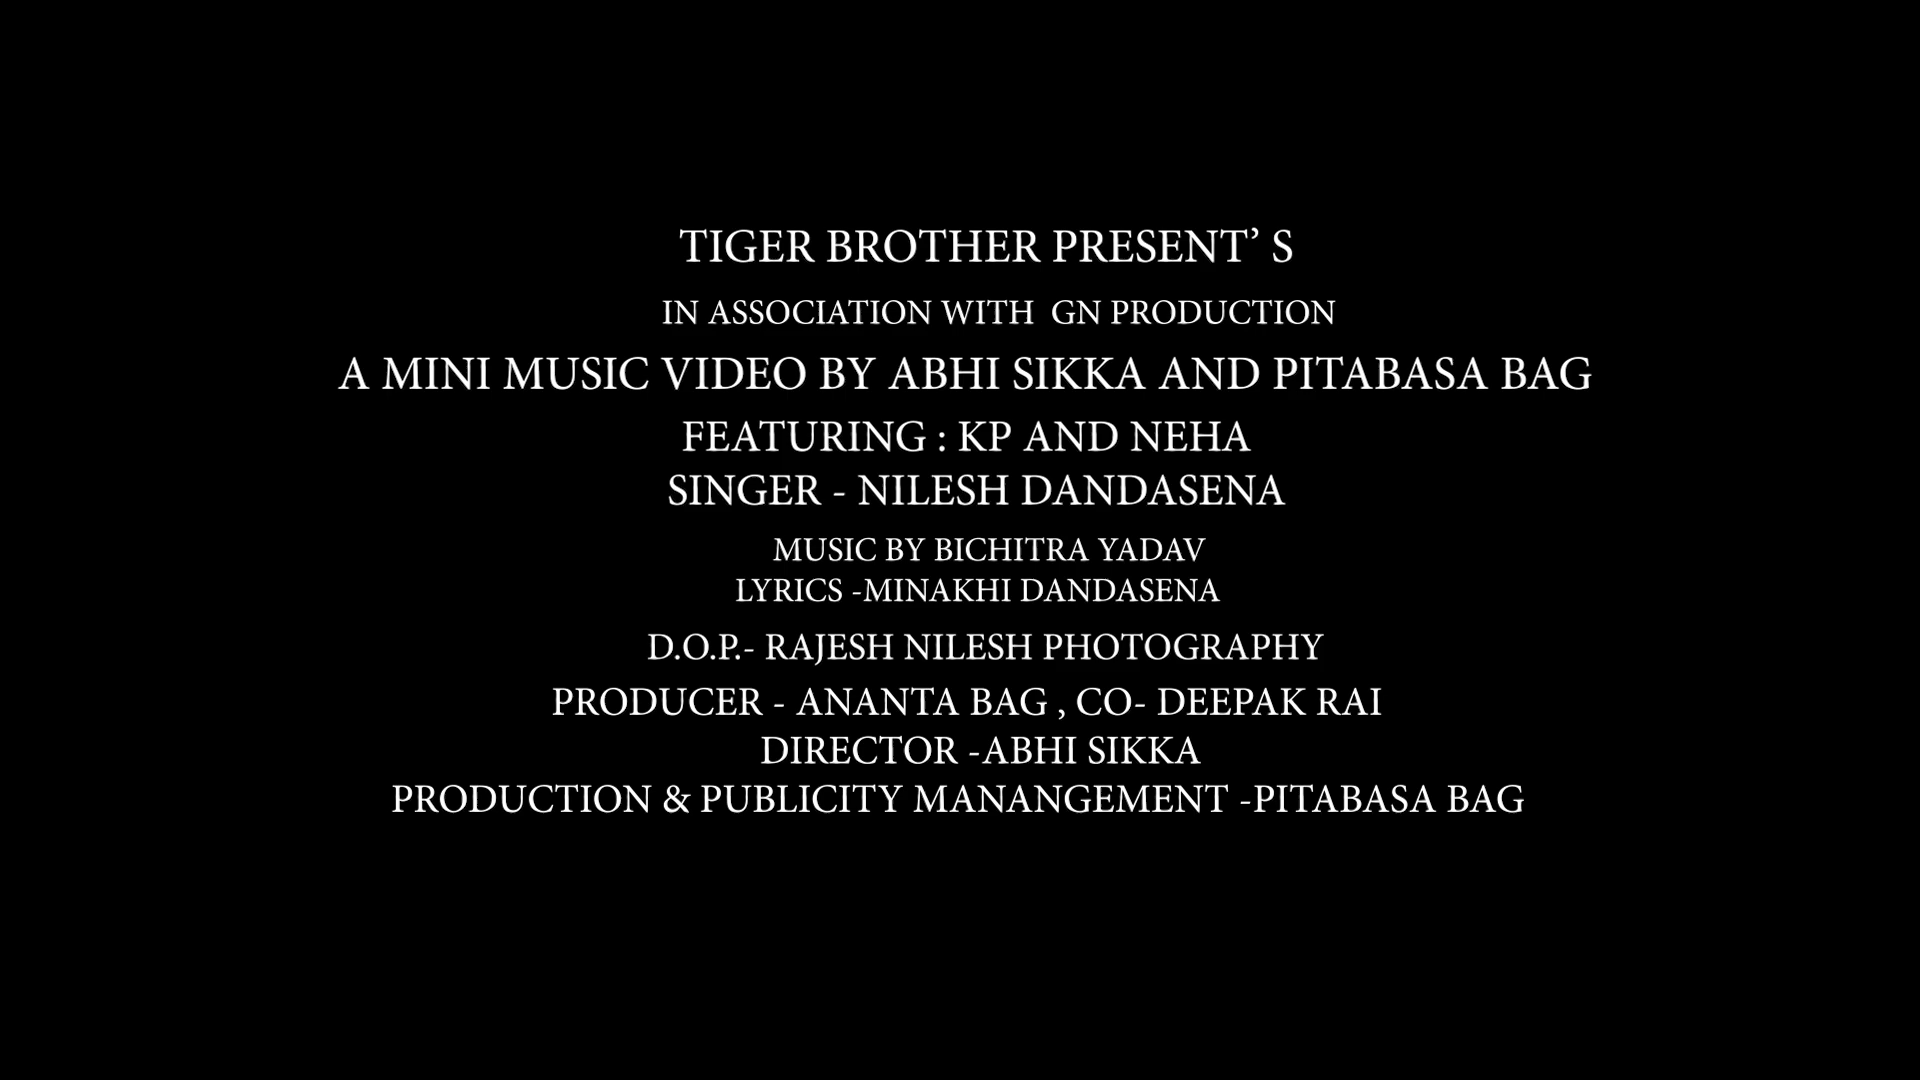 TIGER BROTHER PRESENT’ S
IN ASSOCIATION WITH  GN PRODUCTION
A MINI MUSIC VIDEO BY ABHI SIKKA AND PITABASA BAG
FEATURING : KP AND NEHA
SINGER - NILESH DANDASENA
MUSIC BY BICHITRA YADAV
LYRICS -MINAKHI DANDASENA
D.O.P.- RAJESH NILESH PHOTOGRAPHY
PRODUCER - ANANTA BAG , CO- DEEPAK RAI
DIRECTOR -ABHI SIKKA
PRODUCTION & PUBLICITY MANANGEMENT -PITABASA BAG